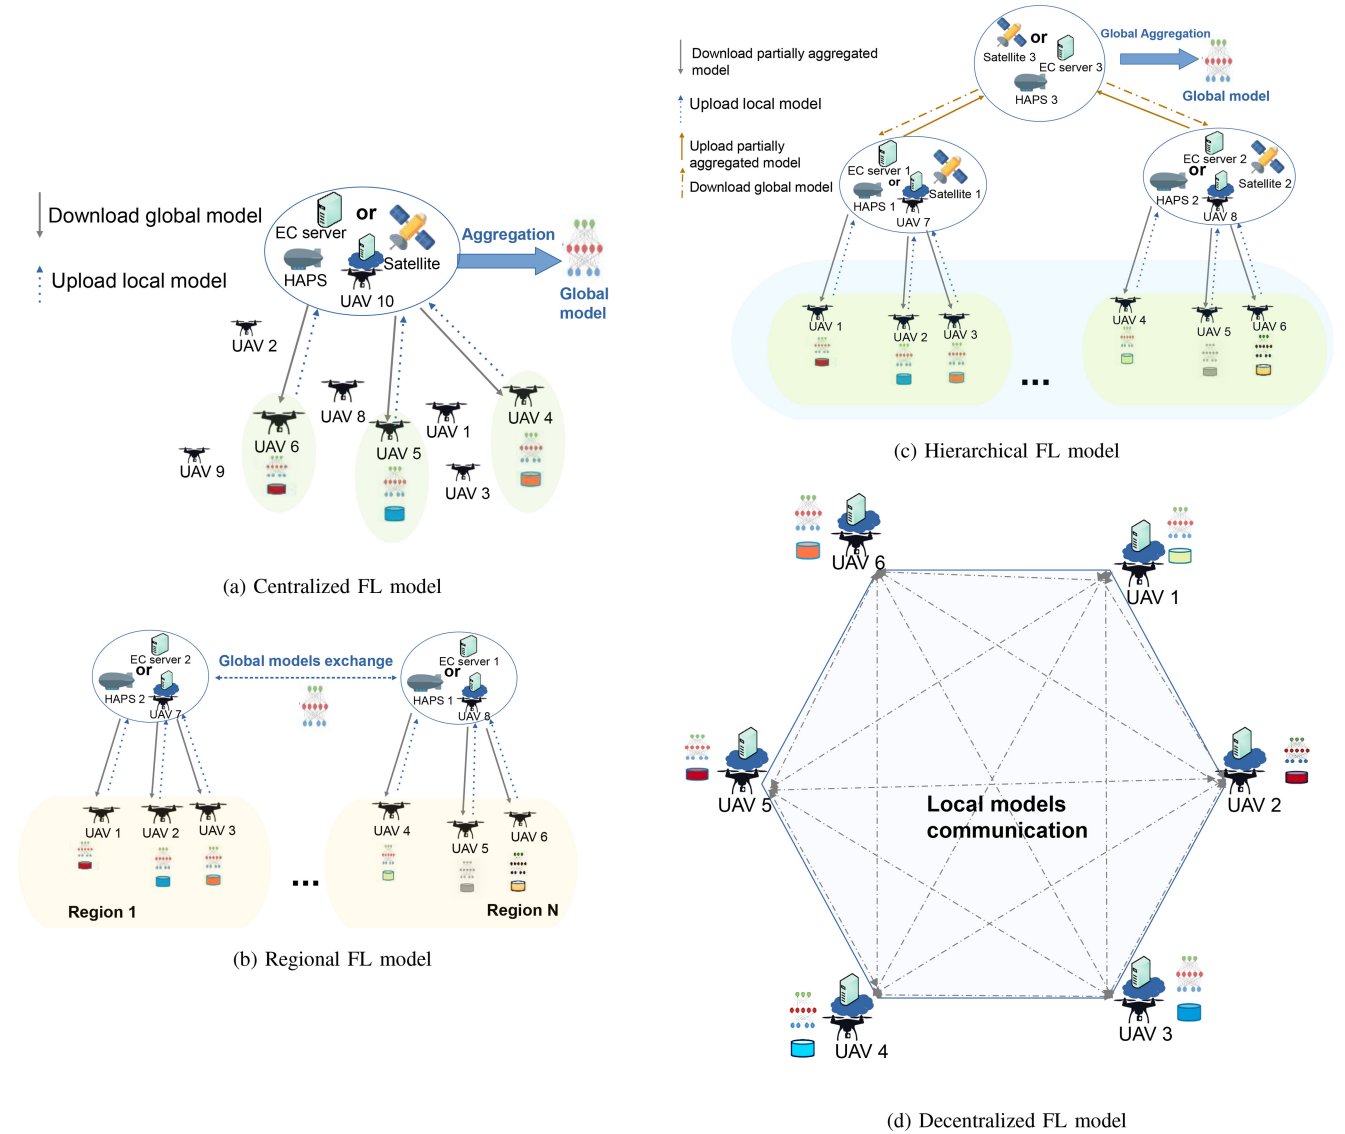 Download global model
Upload local model
EC server
or
HAPS
Satellite
UAV 10
Aggregation
Global
model
UAV 2
UAV 8
UAV 1
UAV 4
UAV 6
UAV 5
UAV 9
UAV 3
(a) Centralized FL model
EC server 2
or
HAPS 2
UAV 7
Global models exchange
EC server 1
or
HAPS 1
UAV 8
UAV 1
UAV 2
UAV 3
UAV 4
UAV 5
UAV 6
...
Region 1
Region N
(b) Regional FL model
Download partially aggregated
model
Upload local model
Upload partially
aggregated model
Download global model
or
Satellite 3
EC server 3
HAPS 3
Global Aggregation
Global model
EC server 1
or
Satellite 1
HAPS 1
UAV 7
EC server 2
or
Satellite 2
HAPS 2
UAV 8
UAV 1
UAV 2
UAV 3
UAV 4
UAV 5
UAV 6
...
(c) Hierarchical FL model
UAV 6
UAV 1
UAV 5
UAV 2
Local models
communication
UAV 4
UAV 3
(d) Decentralized FL model